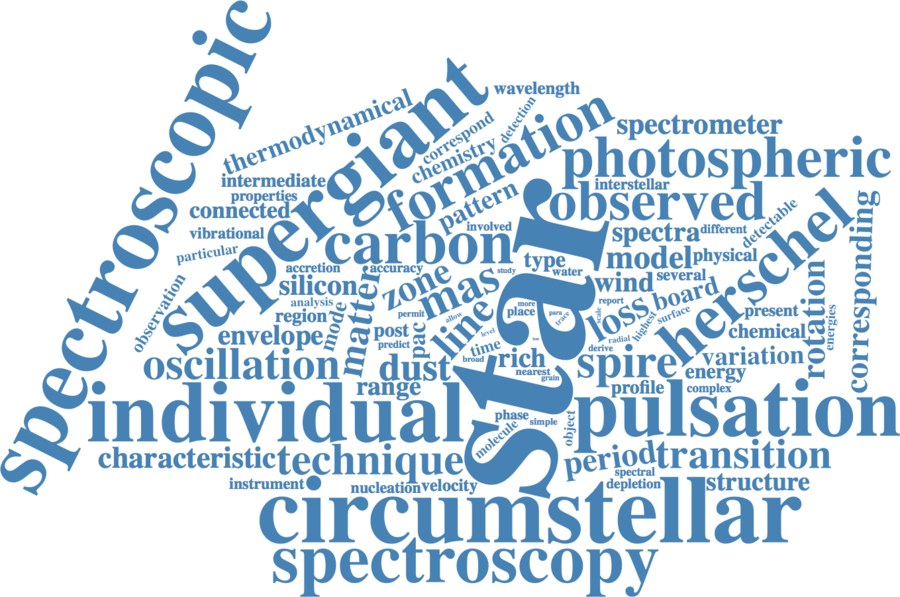 spectroscopic
supergiant
wavelength
thermodynamical
correspond
detection
chemistry
formation
spectrometer
photospheric
intermediate
properties
connected
pattern
interstellar
observed
herschel
vibrational
particular
carbon
involved
star
spectra
different
detectable
corresponding
observation
accretion
accuracy
silicon
zone
mas
study
type
water
model
physical
analysis
region
mode
matter
permit
line
allow
more
place
para
trace
wind
several
report
scale
loss
board
highest
surface
present
rotation
energies
envelope
post
pac
predict
level
time
broad
ion
radial
derive
chemical
oscillation
dust
rich
nearest
grain
spire
variation
energy
range
profile
complex
individual
phase
simple
molecule
object
pulsation
characteristic
technique
period
transition
spectral
depletion
structure
instrument
nucleation
velocity
circumstellar
spectroscopy